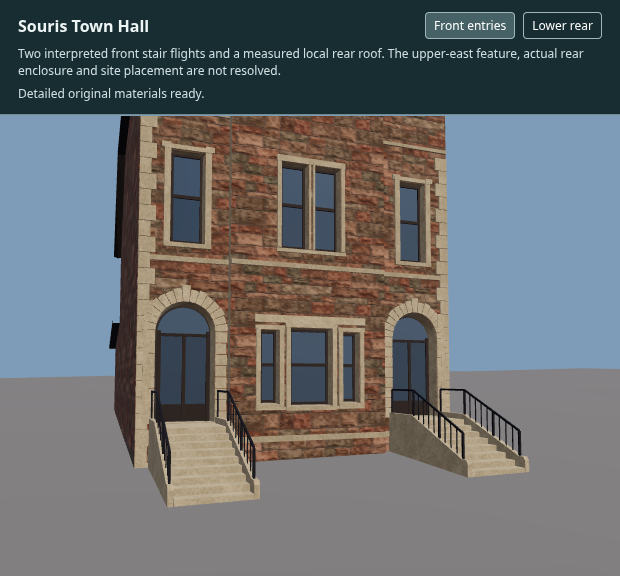 Souris Town Hall
Front entries
Lower rear
Two interpreted front stair flights and a measured local rear roof. The upper-east feature, actual rear
enclosure and site placement are not resolved.
Detailed original materials ready.